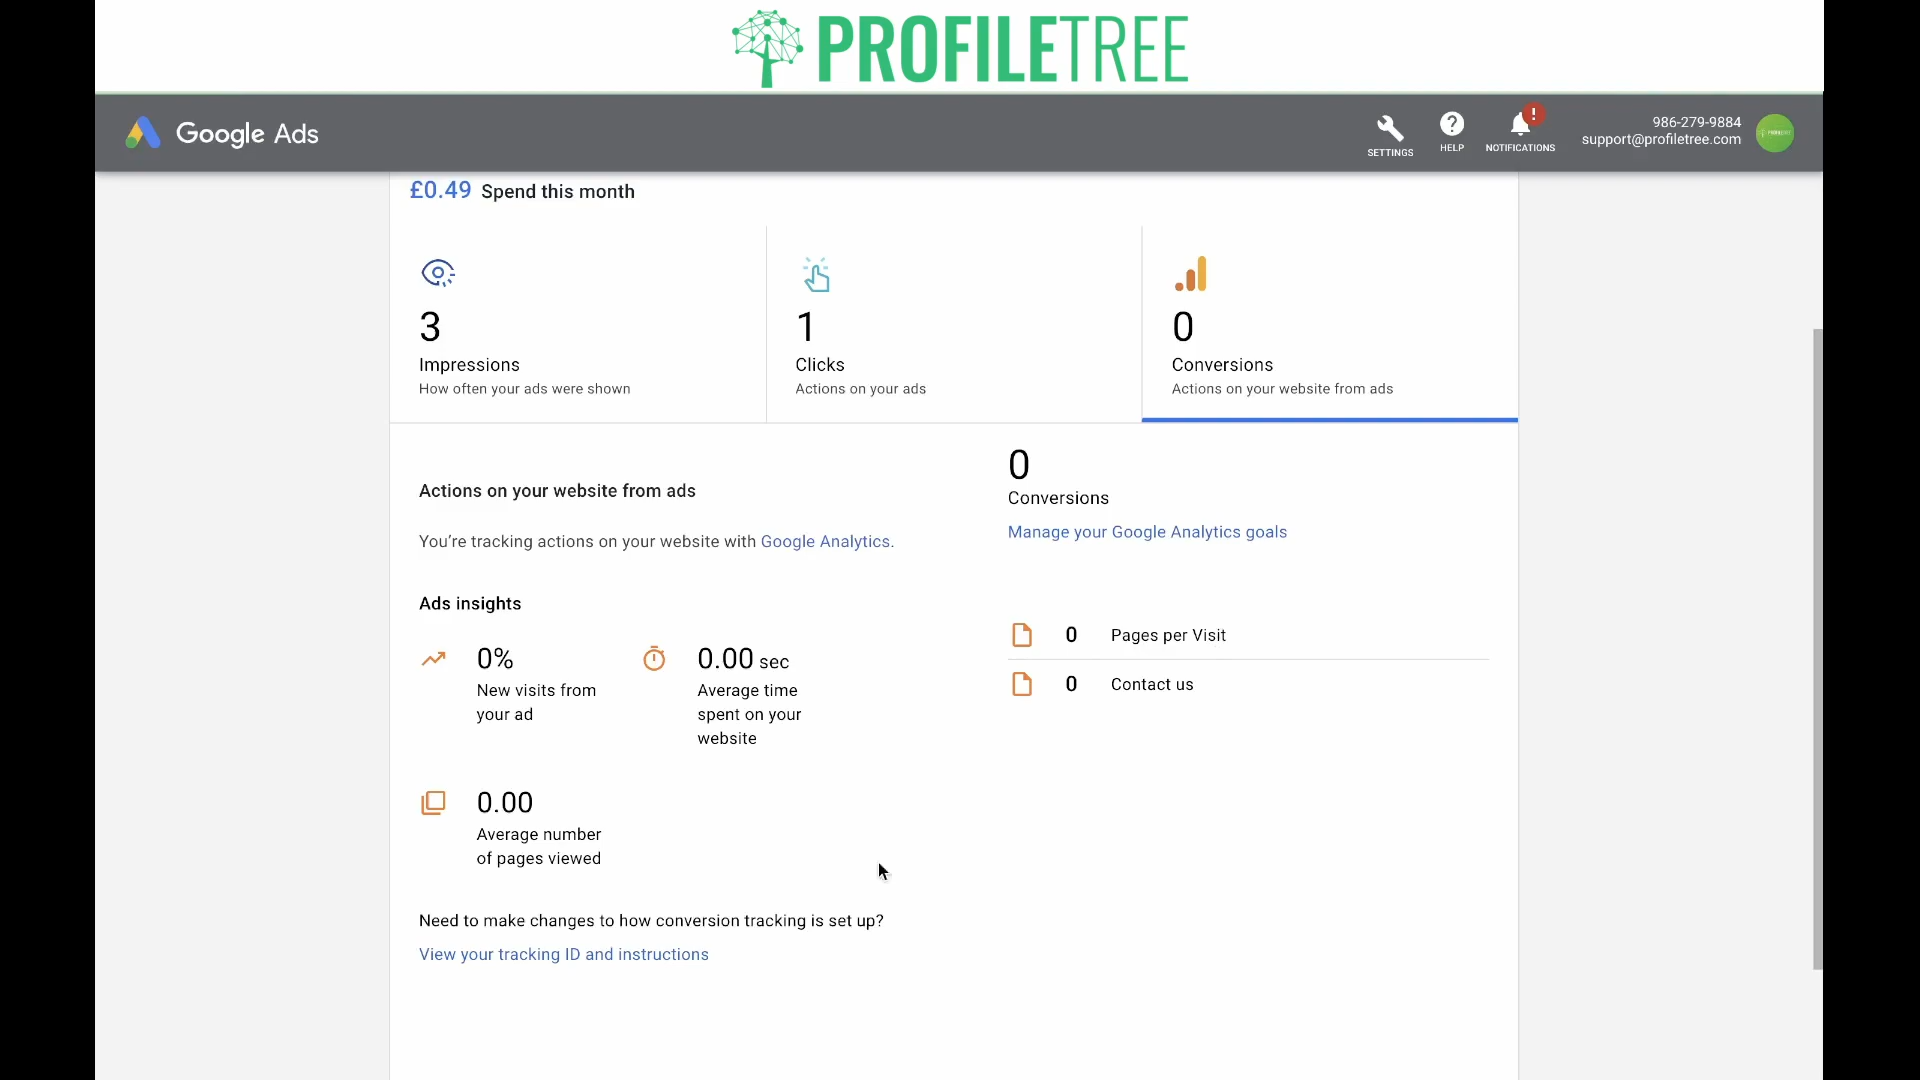 PROFILETREE
Google Ads
SETTINGS
HELP
!
NOTIFICATIONS
986-279-9884
support@profiletree.com
£0.49 Spend this month
3
Impressions
How often your ads were shown
1
Clicks
Actions on your ads
0
Conversions
Actions on your website from ads
Actions on your website from ads
You’re tracking actions on your website with Google Analytics.
0
Conversions
Manage your Google Analytics goals
Ads insights
0%
New visits from
your ad
0.00 sec
Average time
spent on your
website
0 Pages per Visit
0 Contact us
0.00
Average number
of pages viewed
Need to make changes to how conversion tracking is set up?
View your tracking ID and instructions